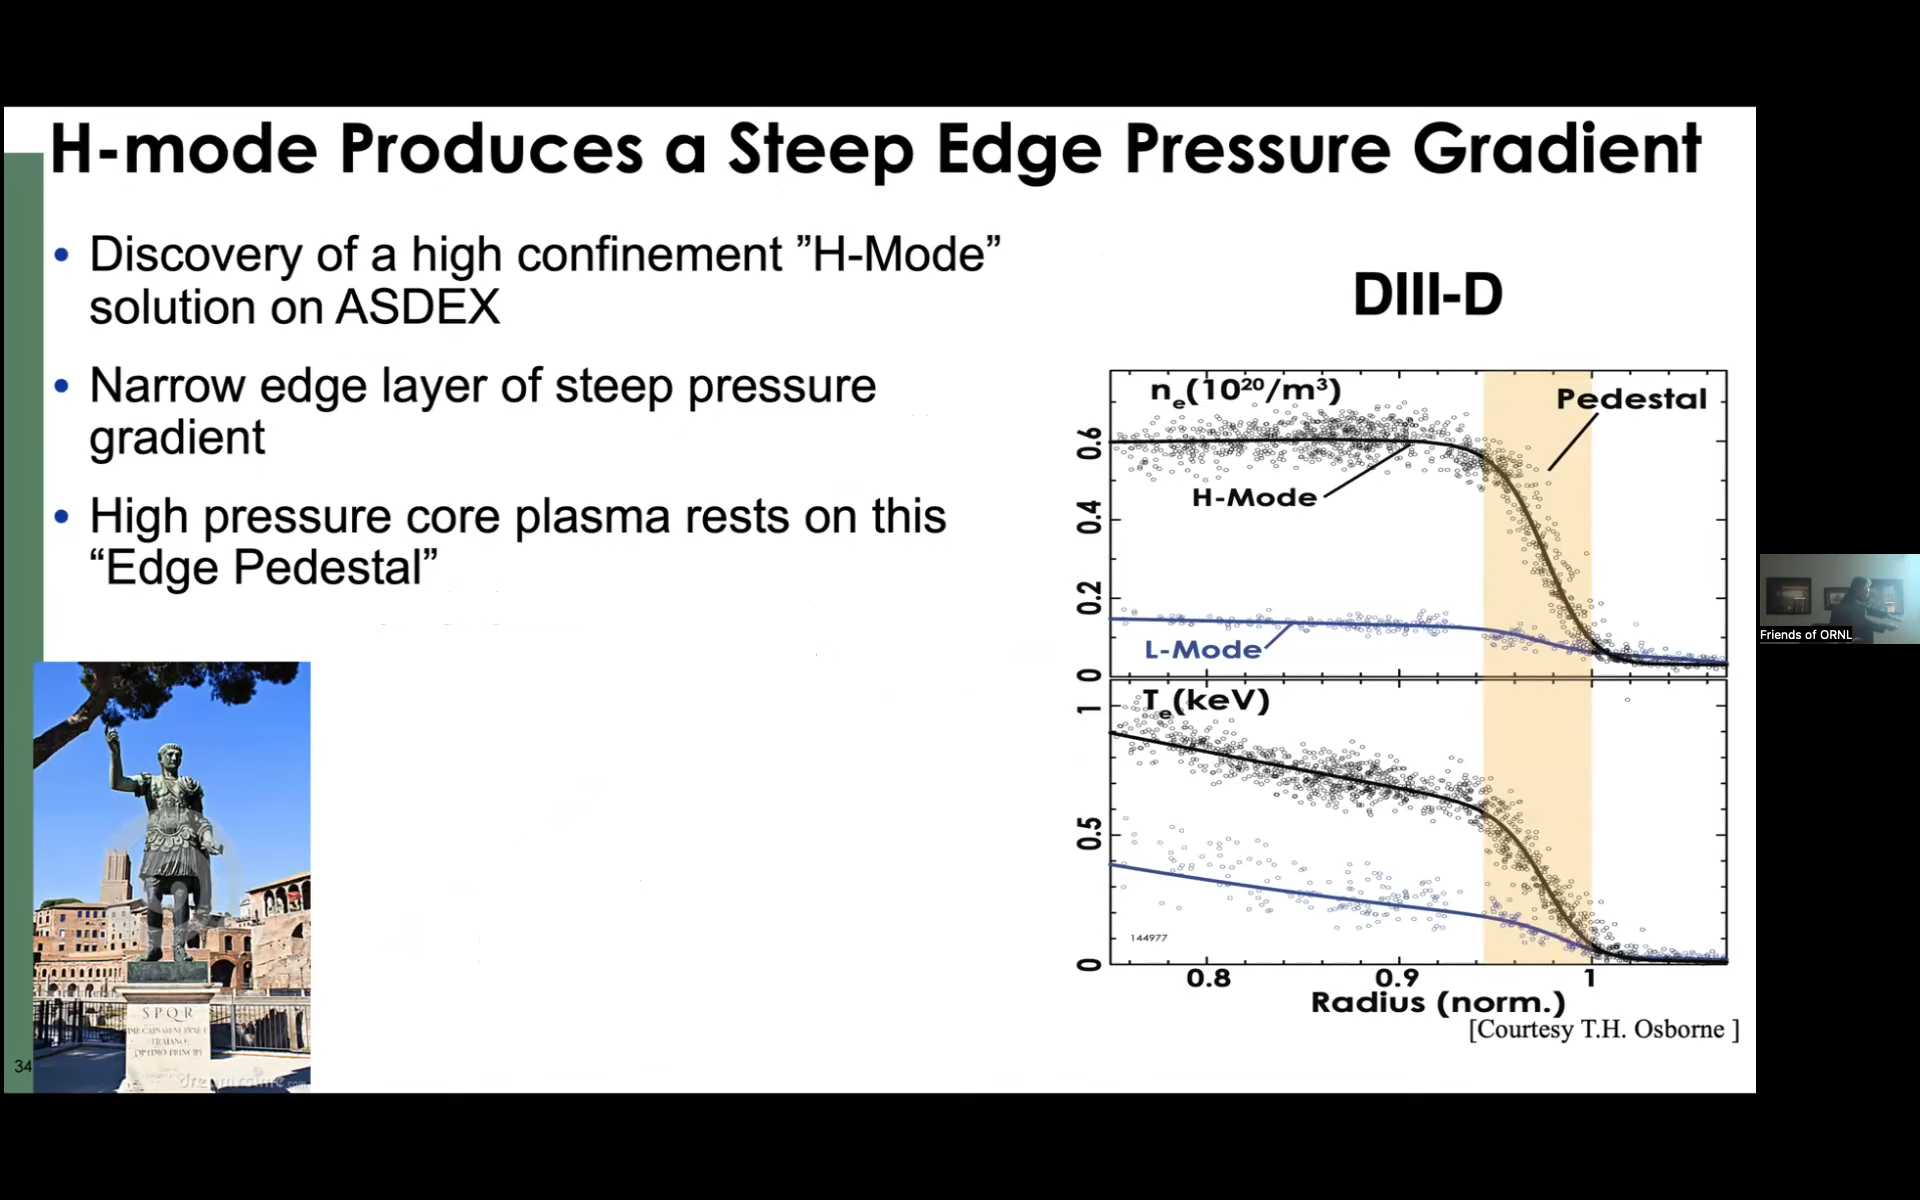 H-mode Produces a Steep Edge Pressure Gradient
• Discovery of a high confinement ”H-Mode”
solution on ASDEX
• Narrow edge layer of steep pressure
gradient
• High pressure core plasma rests on this
“Edge Pedestal”
DIII-D
nₑ(10²⁰/m³)
Pedestal
H-Mode
L-Mode
0.6
0.4
0.2
0
Tₑ(keV)
1
0.5
0
144977
0.8 0.9 1
Radius (norm.)
[Courtesy T.H. Osborne ]
SPQR
OPTIMO PRINCIPI
34
Friends of ORNL